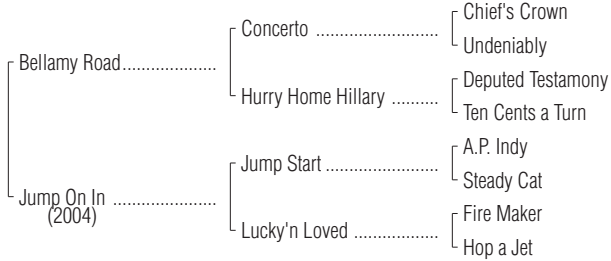 Chief's Crown
Concerto ........................
Undeniably
Bellamy Road...................
Deputed Testamony
Hurry Home Hillary ..........
Ten Cents a Turn
A.P. Indy
Jump Start ......................
Steady Cat
Jump On In .....................
(2004)
Fire Maker
Lucky'n Loved .................
Hop a Jet